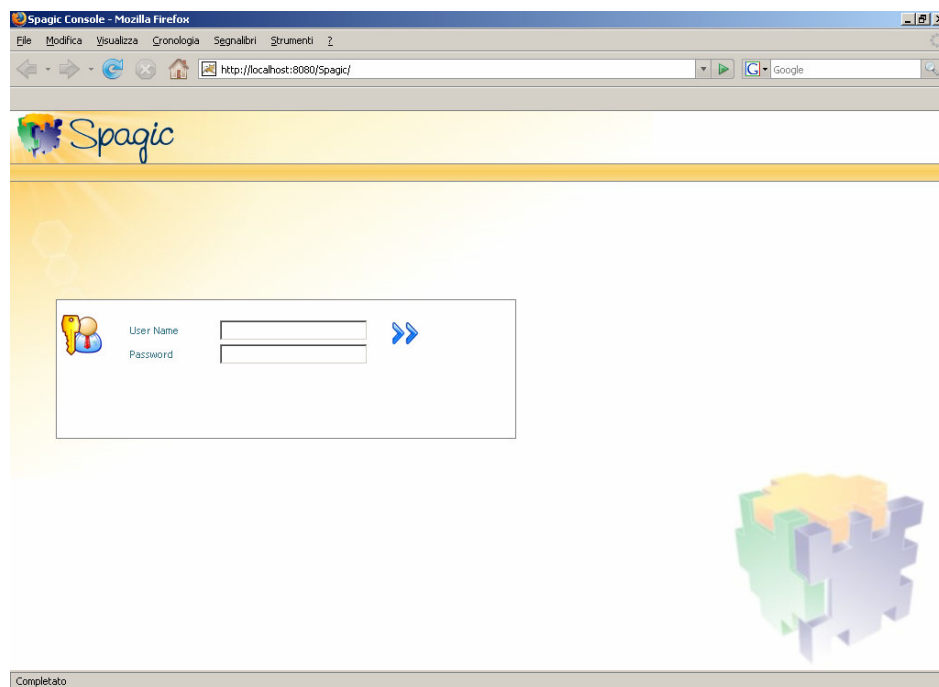 Spagic Console - Mozilla Firefox
File Modifica Visualizza Cronologia Segnalibri Strumenti ?
http://localhost:8080/Spagic/
G Google
Spagic
User Name
Password
Completato